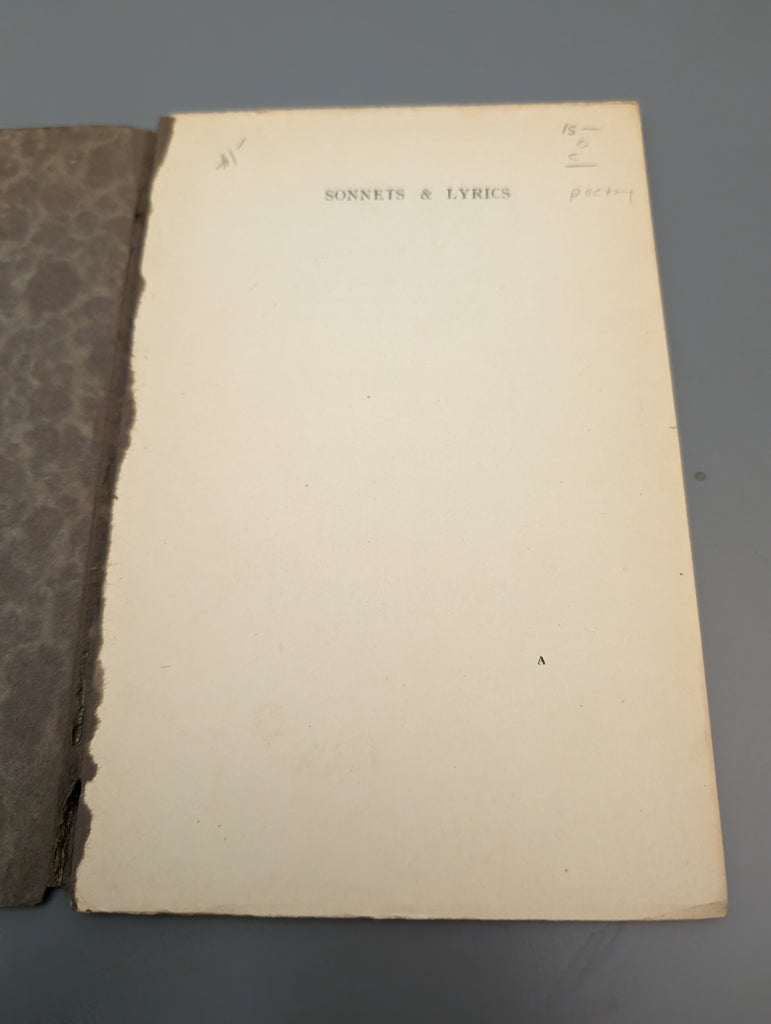 $1
15 —
SONNETS & LYRICS
poetry
A